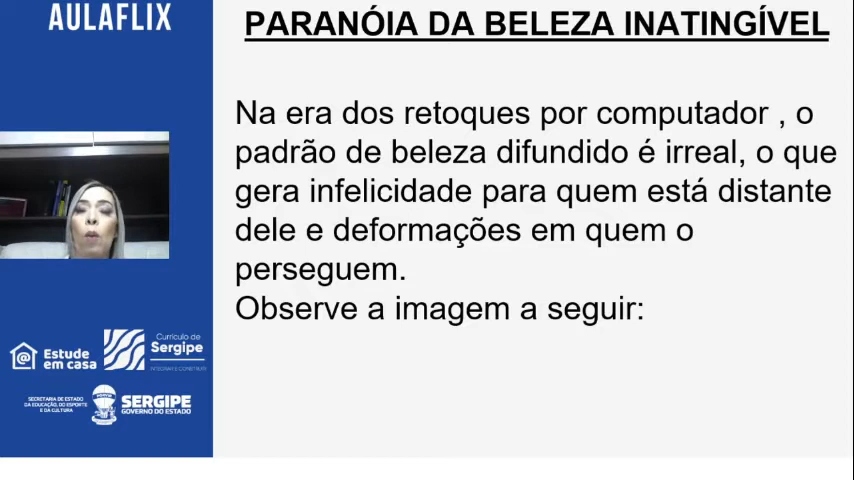 AULAFLIX
PARANÓIA DA BELEZA INATINGÍVEL
Na era dos retoques por computador , o
padrão de beleza difundido é irreal, o que
gera infelicidade para quem está distante
dele e deformações em quem o
perseguem.
Observe a imagem a seguir:
Estude
em casa
Currículo de
Sergipe
INTEGRAR E CONSTRUIR
SECRETARIA DE ESTADO
DA EDUCAÇÃO, DO ESPORTE
E DA CULTURA
SERGIPE
GOVERNO DO ESTADO